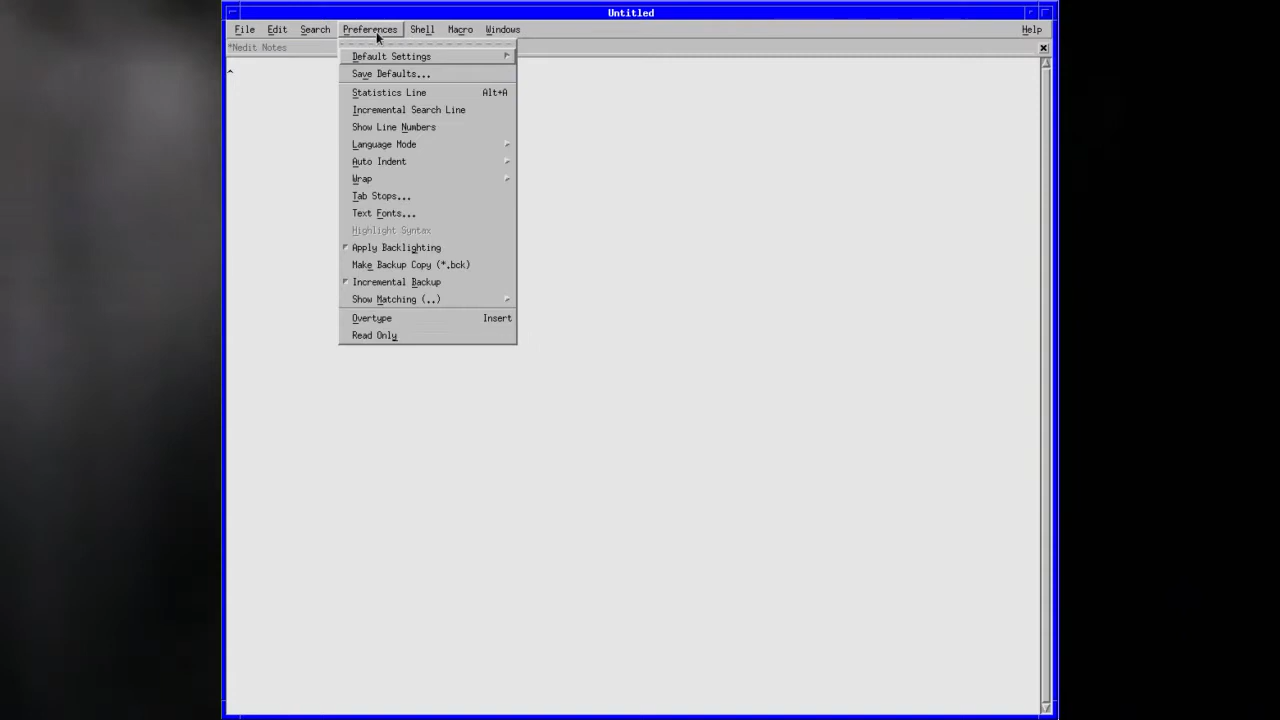 Untitled
File Edit Search Preferences Shell Macro Windows Help
*Nedit Notes
Default Settings
Save Defaults...
Statistics Line Alt+A
Incremental Search Line
Show Line Numbers
Language Mode
Auto Indent
Wrap
Tab Stops...
Text Fonts...
Highlight Syntax
Apply Backlighting
Make Backup Copy (*.bck)
Incremental Backup
Show Matching (..)
Overtype Insert
Read Only